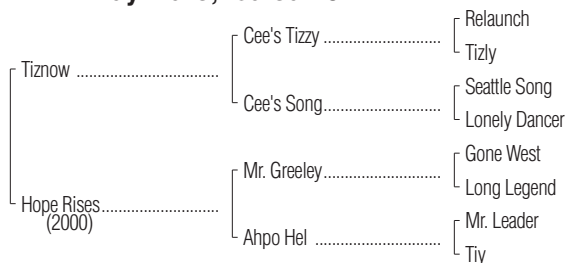 Relaunch
Cee's Tizzy
Tizly
Tiznow
Seattle Song
Cee's Song
Lonely Dancer
Gone West
Mr. Greeley
Long Legend
Hope Rises
(2000)
Mr. Leader
Ahpo Hel
Tiy